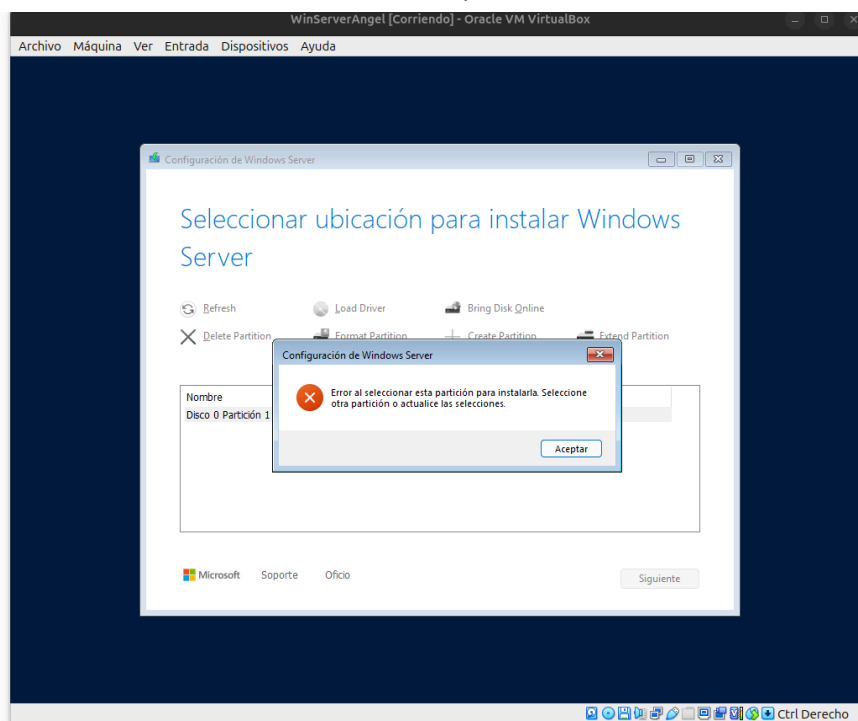 WinServerAngel [Corriendo] - Oracle VM VirtualBox
Archivo Máquina Ver Entrada Dispositivos Ayuda
Configuración de Windows Server
Seleccionar ubicación para instalar Windows
Server
Refresh Load Driver Bring Disk Online
Delete Partition Format Partition Create Partition Extend Partition
Configuración de Windows Server
Error al seleccionar esta partición para instalarla. Seleccione
otra partición o actualice las selecciones.
Aceptar
Nombre
Disco 0 Partición 1
Microsoft Soporte Oficio Siguiente
Ctrl Derecho